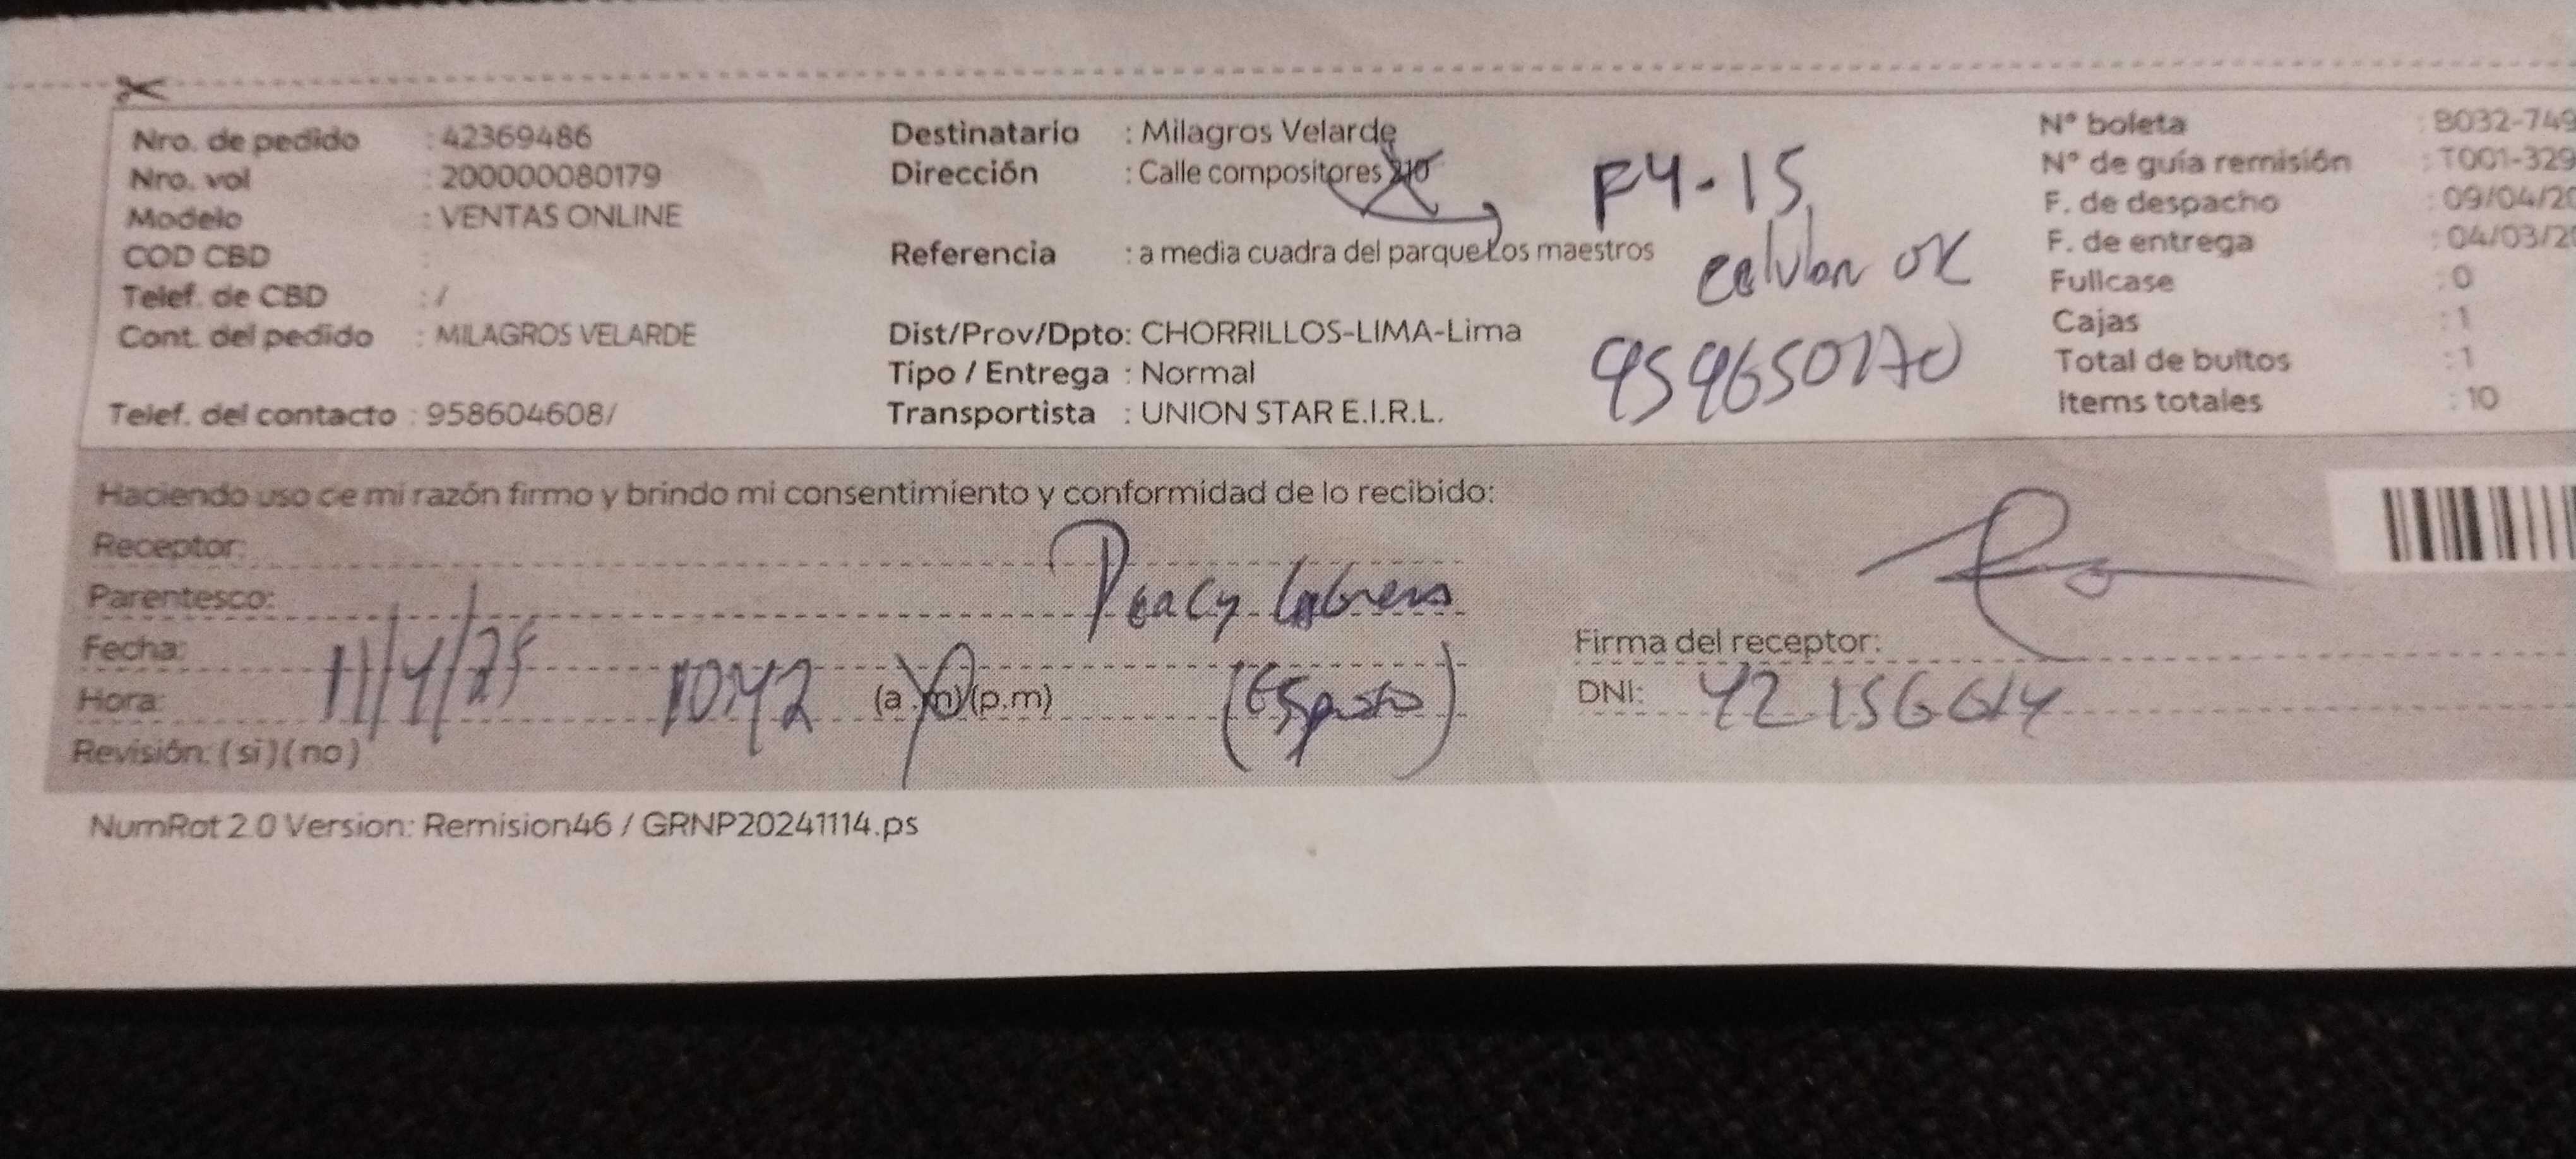 Nro. de pedido : 42369486
Nro. vol : 200000080179
Modelo : VENTAS ONLINE
COD CBD :
Telef. de CBD : /
Cont. del pedido : MILAGROS VELARDE
Telef. del contacto : 958604608/
Destinatario : Milagros Velarde
Dirección : Calle compositores 210
F4-15
Referencia : a media cuadra del parque Los maestros
celular OK
Dist/Prov/Dpto: CHORRILLOS-LIMA-Lima
Tipo / Entrega : Normal
959650170
Transportista : UNION STAR E.I.R.L.
N° boleta : B032-749
N° de guía remisión : T001-329
F. de despacho : 09/04/20
F. de entrega : 04/03/20
Fullcase : 0
Cajas : 1
Total de bultos : 1
Items totales : 10
Haciendo uso de mi razón firmo y brindo mi consentimiento y conformidad de lo recibido:
Receptor:
Parentesco:
Fecha: 11/4/25
Hora: 10:42 (a.m)(p.m) (Esposo)
Revisión: (si)(no)
Firma del receptor:
DNI: 42156614
NumRot 2.0 Version: Remision46 / GRNP20241114.ps